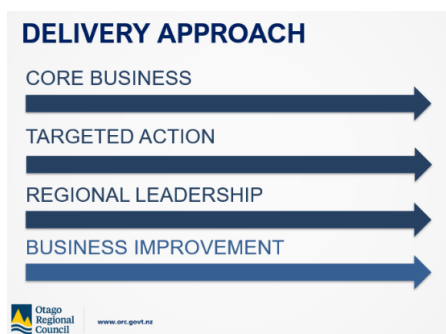 DELIVERY APPROACH
CORE BUSINESS
TARGETED ACTION
REGIONAL LEADERSHIP
BUSINESS IMPROVEMENT
Otago
Regional
Council
www.orc.govt.nz